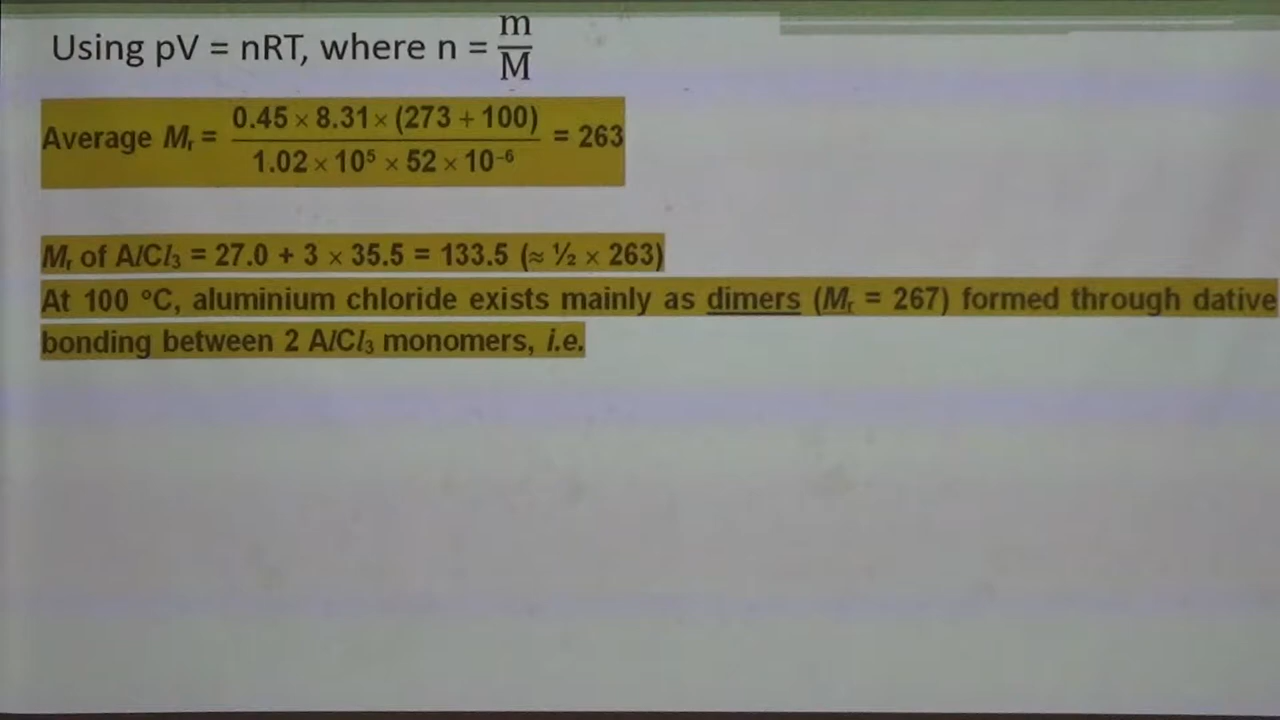 Using pV = nRT, where n = m/M
Average Mr = 0.45 × 8.31 × (273 + 100) / 1.02 × 10⁵ × 52 × 10⁻⁶ = 263
Mr of AlCl₃ = 27.0 + 3 × 35.5 = 133.5 (≈ ½ × 263)
At 100 °C, aluminium chloride exists mainly as dimers (Mr = 267) formed through dative
bonding between 2 AlCl₃ monomers, i.e.